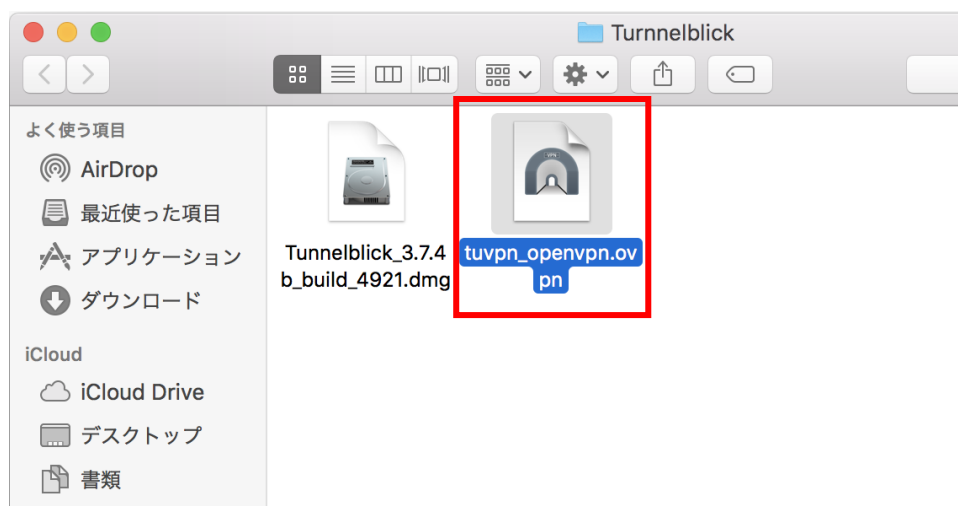 Turnnelblick
よく使う項目
AirDrop
最近使った項目
アプリケーション
ダウンロード
iCloud
iCloud Drive
デスクトップ
書類
Tunnelblick_3.7.4
b_build_4921.dmg
VPN
tuvpn_openvpn.ov
pn